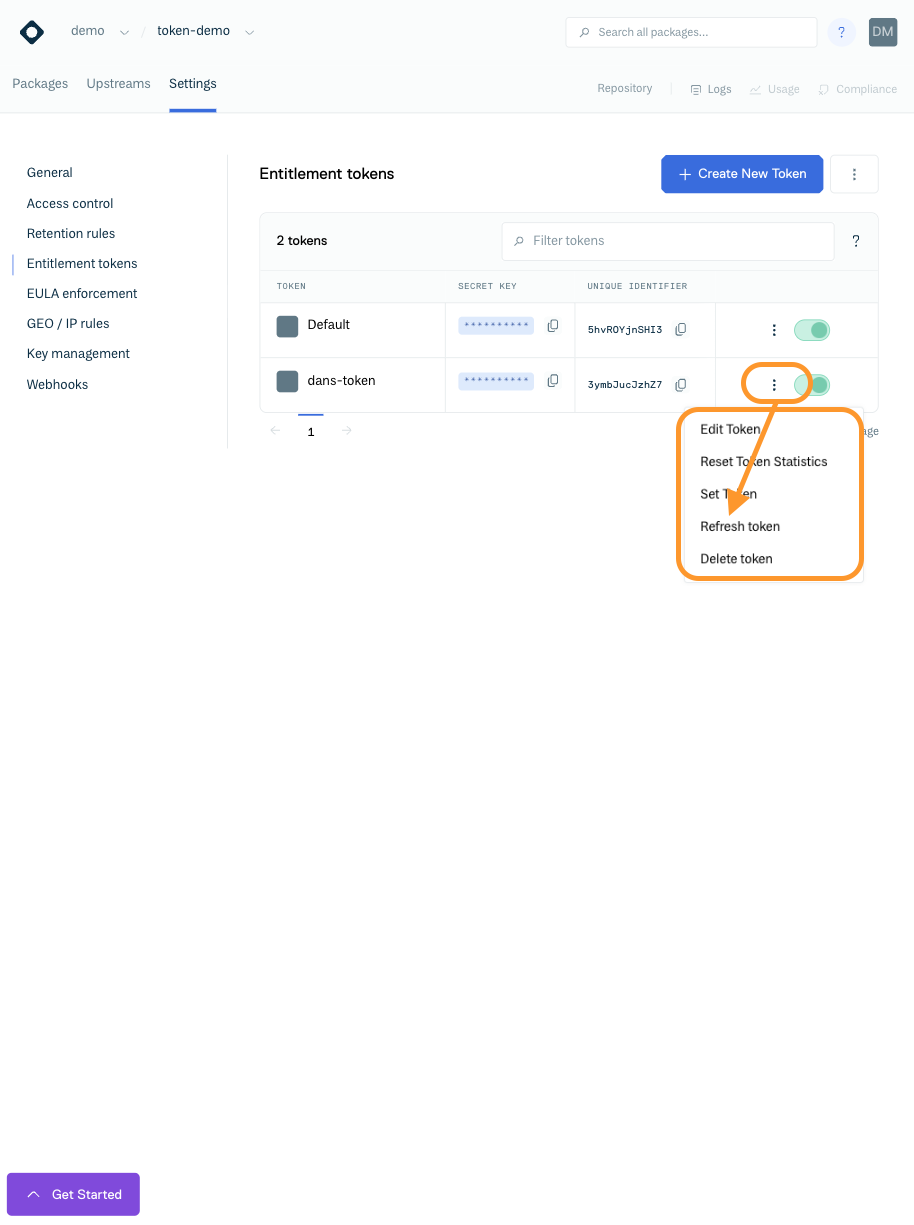 demo / token-demo
Search all packages...
?
DM
Packages Upstreams Settings
Repository Logs Usage Compliance
General
Access control
Retention rules
Entitlement tokens
EULA enforcement
GEO / IP rules
Key management
Webhooks
Entitlement tokens
+ Create New Token
2 tokens
Filter tokens
?
TOKEN SECRET KEY UNIQUE IDENTIFIER
Default ********** 5hvROYjnSHI3
dans-token ********** 3ymbJucJzhZ7
← 1 →
Edit Token
Reset Token Statistics
Set Token
Refresh token
Delete token
Get Started